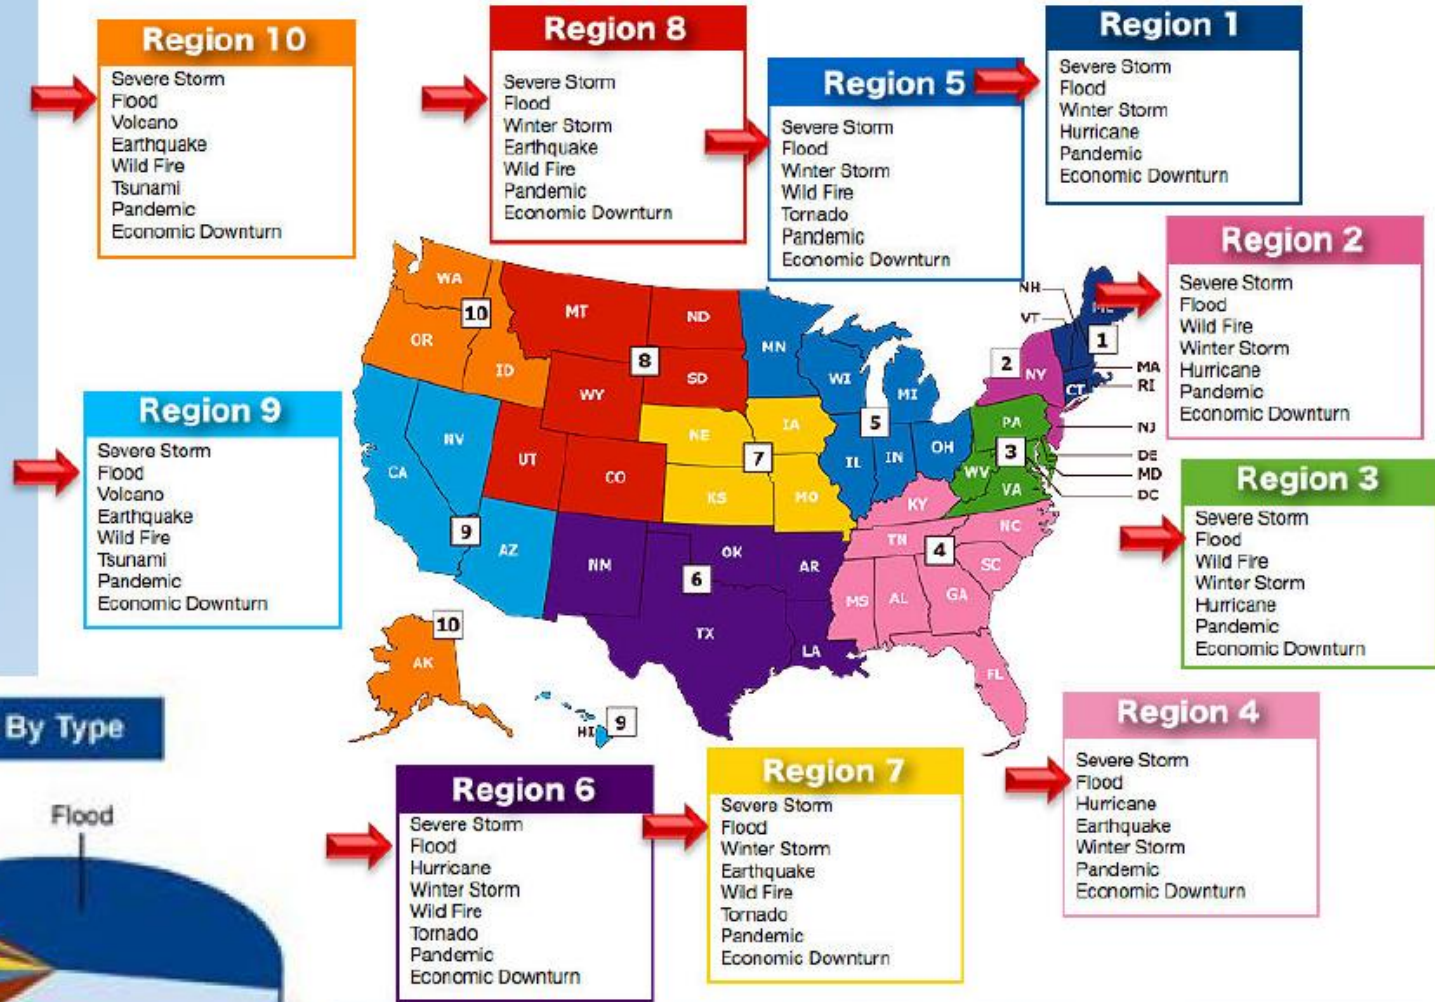 Region 10
Severe Storm
Flood
Volcano
Earthquake
Wild Fire
Tsunami
Pandemic
Economic Downturn
Region 8
Severe Storm
Flood
Winter Storm
Earthquake
Wild Fire
Pandemic
Economic Downturn
Region 5
Severe Storm
Flood
Winter Storm
Wild Fire
Tornado
Pandemic
Economic Downturn
Region 1
Severe Storm
Flood
Winter Storm
Hurricane
Pandemic
Economic Downturn
Region 2
Severe Storm
Flood
Wild Fire
Winter Storm
Hurricane
Pandemic
Economic Downturn
Region 9
Severe Storm
Flood
Volcano
Earthquake
Wild Fire
Tsunami
Pandemic
Economic Downturn
WA
10
OR
ID
MT
ND
8
SD
WY
UT
CO
NV
CA
9
AZ
NE
IA
7
KS
MO
MN
WI
MI
5
IL
IN
OH
NH
VT
ME
1
2
NY
MA
RI
CT
NJ
PA
3
DE
MD
DC
WV
VA
KY
NC
TN
4
SC
MS
AL
GA
FL
NM
OK
AR
6
TX
LA
10
AK
HI
9
Region 3
Severe Storm
Flood
Wild Fire
Winter Storm
Hurricane
Pandemic
Economic Downturn
By Type
Flood
Region 6
Severe Storm
Flood
Hurricane
Winter Storm
Wild Fire
Tornado
Pandemic
Economic Downturn
Region 7
Severe Storm
Flood
Winter Storm
Earthquake
Wild Fire
Tornado
Pandemic
Economic Downturn
Region 4
Severe Storm
Flood
Hurricane
Earthquake
Winter Storm
Pandemic
Economic Downturn